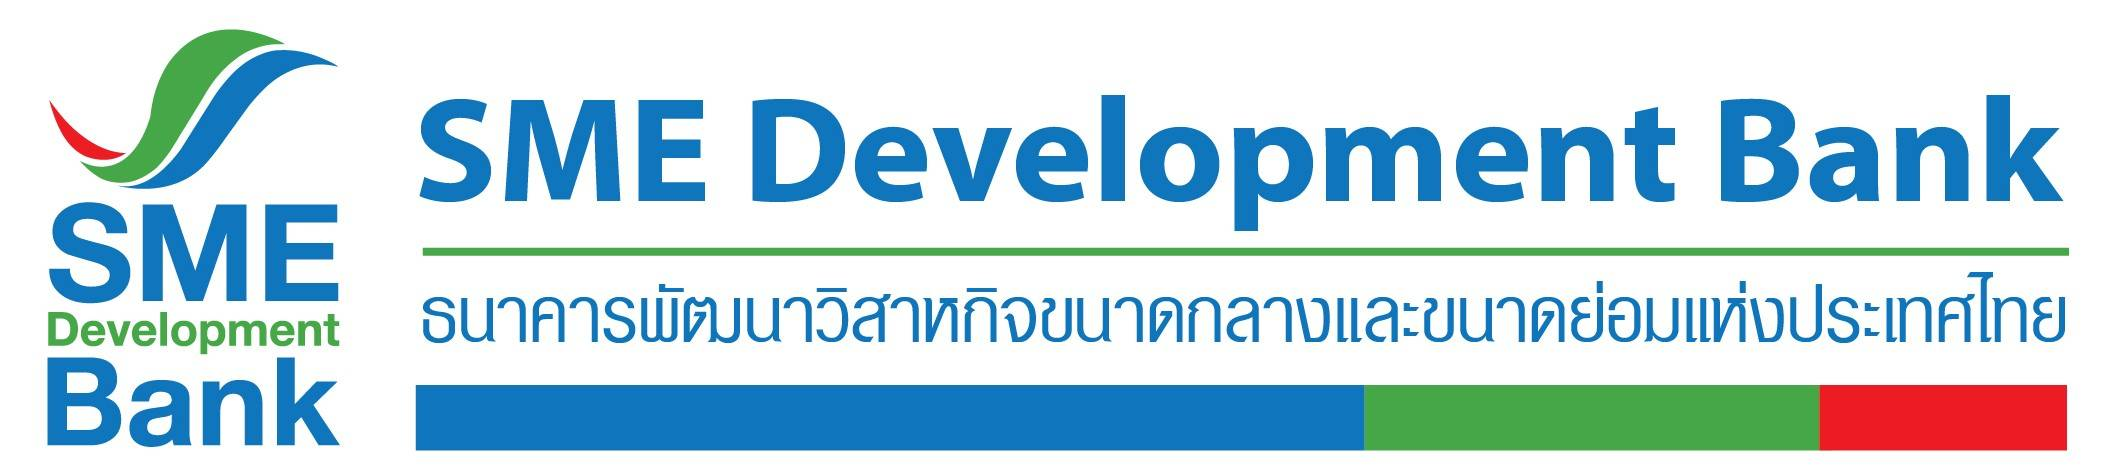 SME
Development
Bank
SME Development Bank
ธนาคารพัฒนาวิสาหกิจขนาดกลางและขนาดย่อมแห่งประเทศไทย